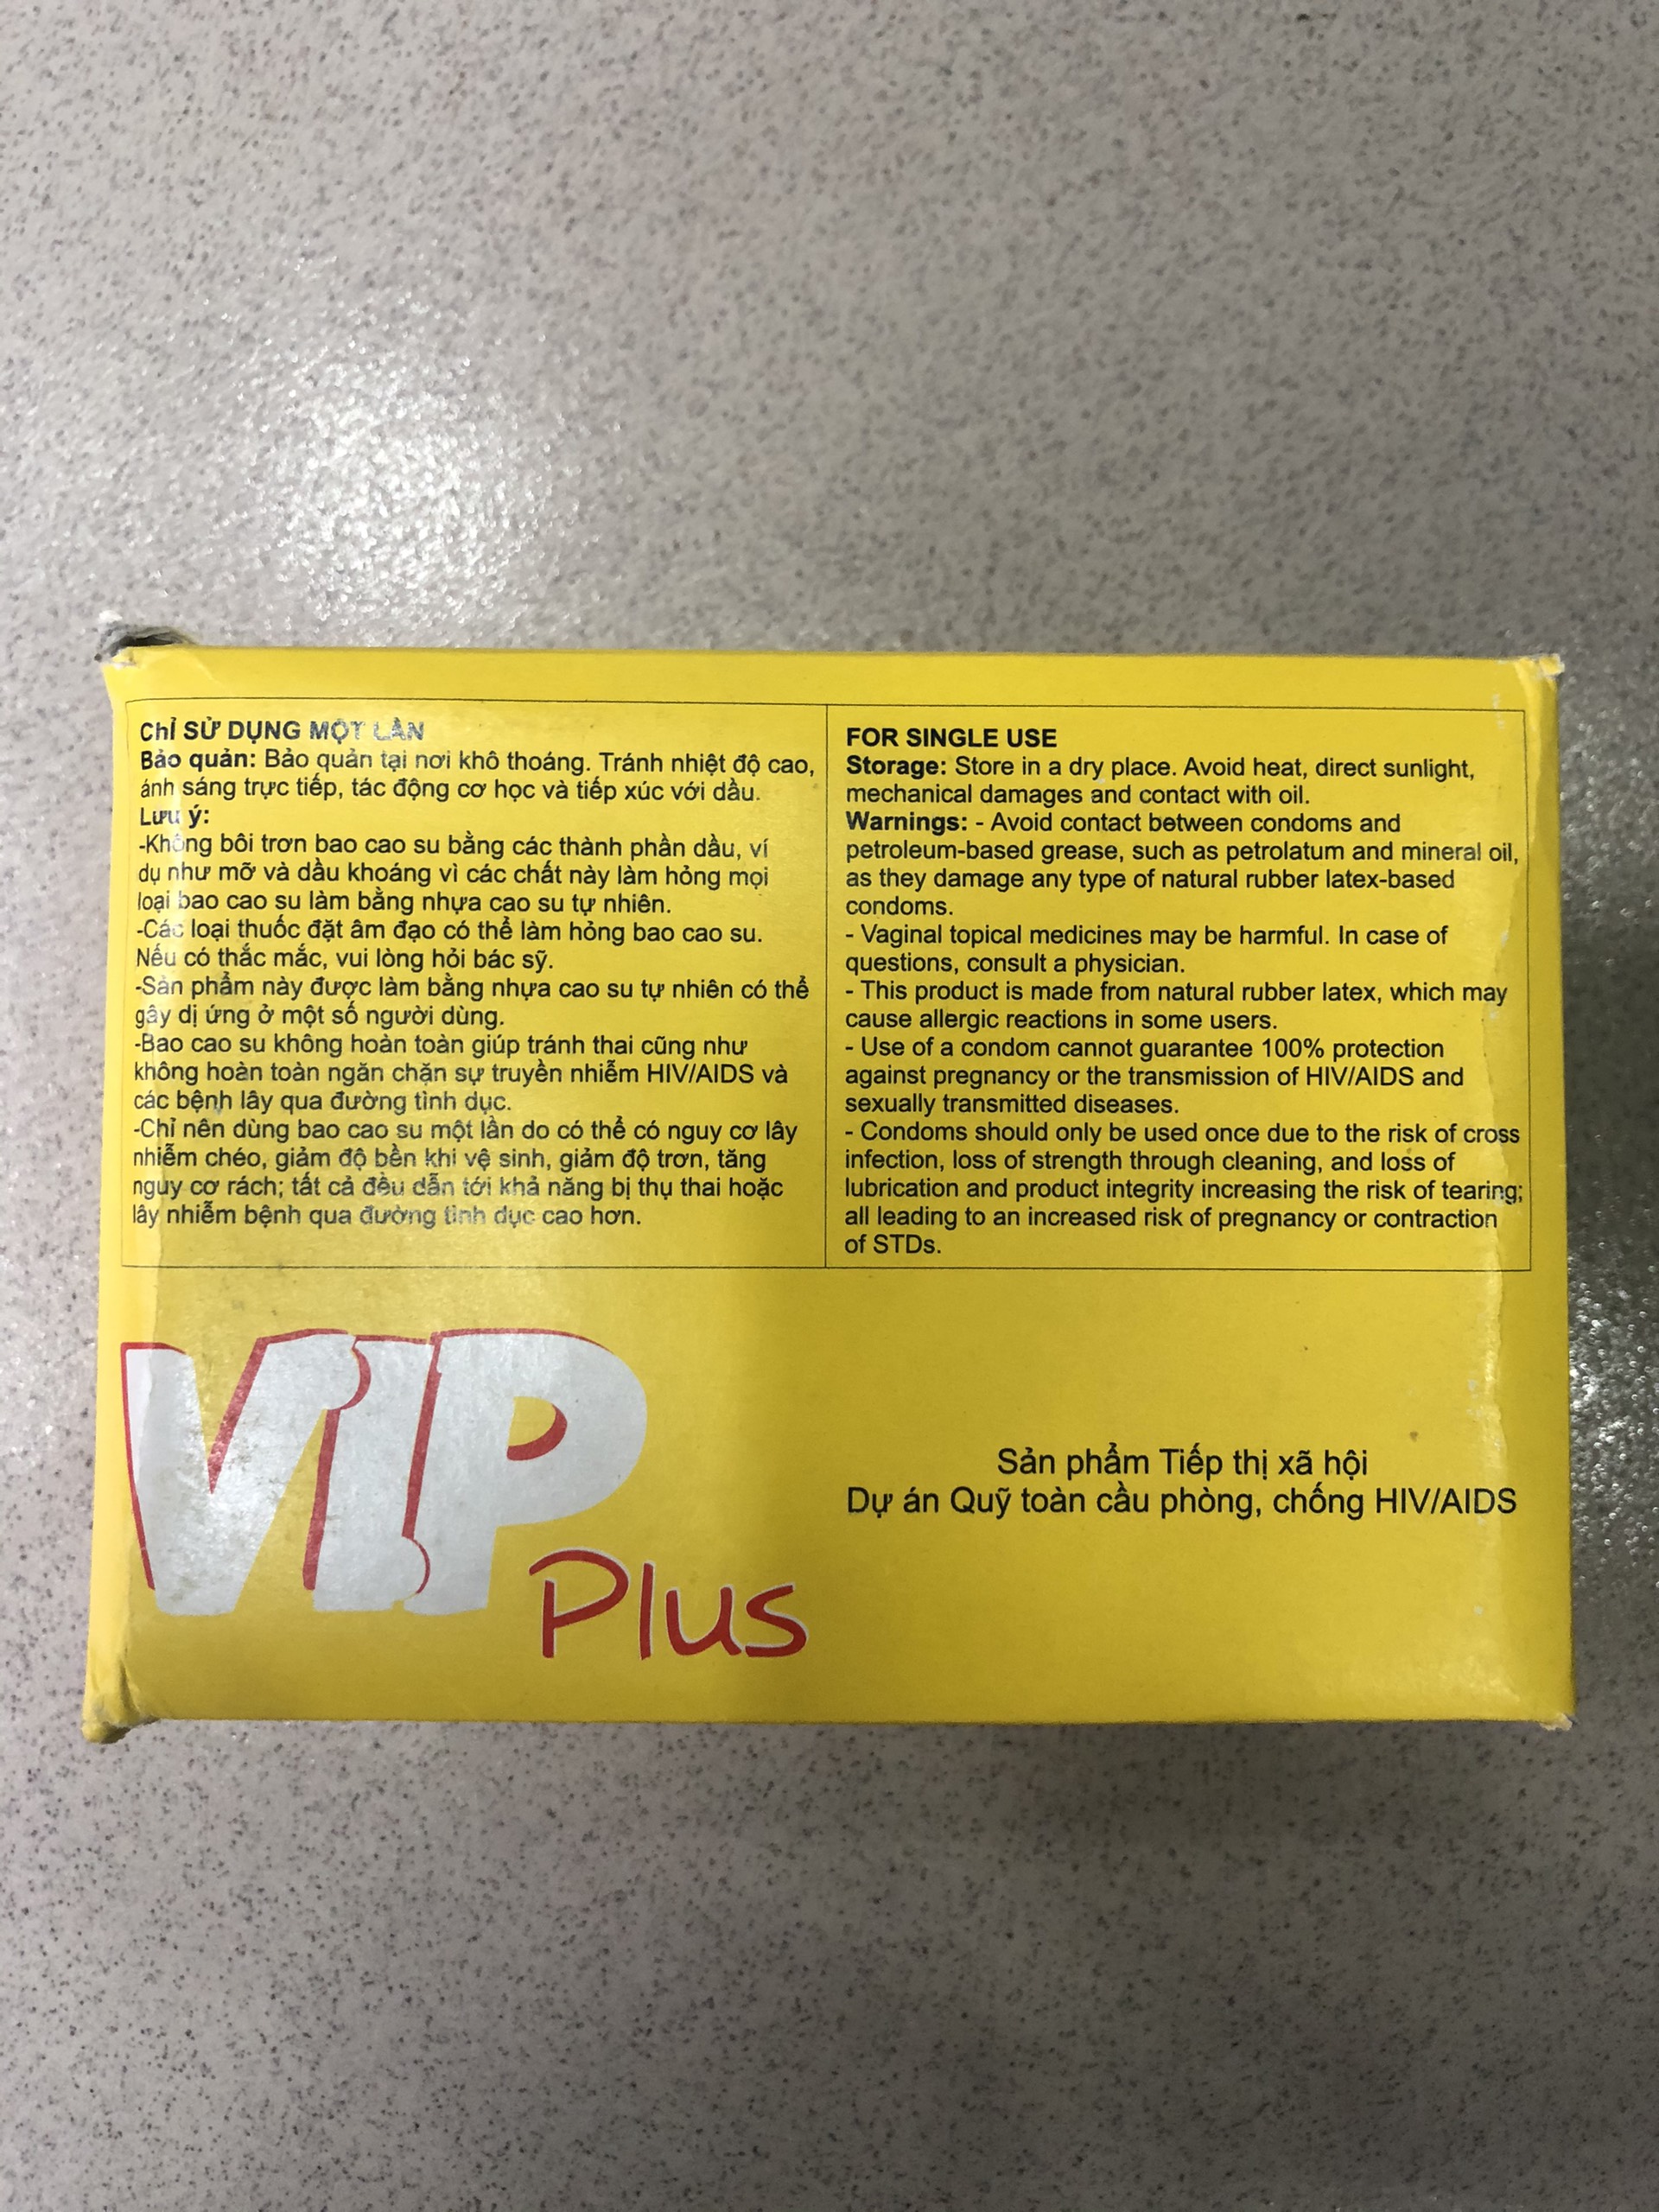 Chỉ SỬ DỤNG MỘT LẦN
Bảo quản: Bảo quản tại nơi khô thoáng. Tránh nhiệt độ cao,
ánh sáng trực tiếp, tác động cơ học và tiếp xúc với dầu.
Lưu ý:
-Không bôi trơn bao cao su bằng các thành phần dầu, ví
dụ như mỡ và dầu khoáng vì các chất này làm hỏng mọi
loại bao cao su làm bằng nhựa cao su tự nhiên.
-Các loại thuốc đặt âm đạo có thể làm hỏng bao cao su.
Nếu có thắc mắc, vui lòng hỏi bác sỹ.
-Sản phẩm này được làm bằng nhựa cao su tự nhiên có thể
gây dị ứng ở một số người dùng.
-Bao cao su không hoàn toàn giúp tránh thai cũng như
không hoàn toàn ngăn chặn sự truyền nhiễm HIV/AIDS và
các bệnh lây qua đường tình dục.
-Chỉ nên dùng bao cao su một lần do có thể có nguy cơ lây
nhiễm chéo, giảm độ bền khi vệ sinh, giảm độ trơn, tăng
nguy cơ rách; tất cả đều dẫn tới khả năng bị thụ thai hoặc
lây nhiễm bệnh qua đường tình dục cao hơn.
FOR SINGLE USE
Storage: Store in a dry place. Avoid heat, direct sunlight,
mechanical damages and contact with oil.
Warnings: - Avoid contact between condoms and
petroleum-based grease, such as petrolatum and mineral oil,
as they damage any type of natural rubber latex-based
condoms.
- Vaginal topical medicines may be harmful. In case of
questions, consult a physician.
- This product is made from natural rubber latex, which may
cause allergic reactions in some users.
- Use of a condom cannot guarantee 100% protection
against pregnancy or the transmission of HIV/AIDS and
sexually transmitted diseases.
- Condoms should only be used once due to the risk of cross
infection, loss of strength through cleaning, and loss of
lubrication and product integrity increasing the risk of tearing;
all leading to an increased risk of pregnancy or contraction
of STDs.
VIP
Plus
Sản phẩm Tiếp thị xã hội
Dự án Quỹ toàn cầu phòng, chống HIV/AIDS